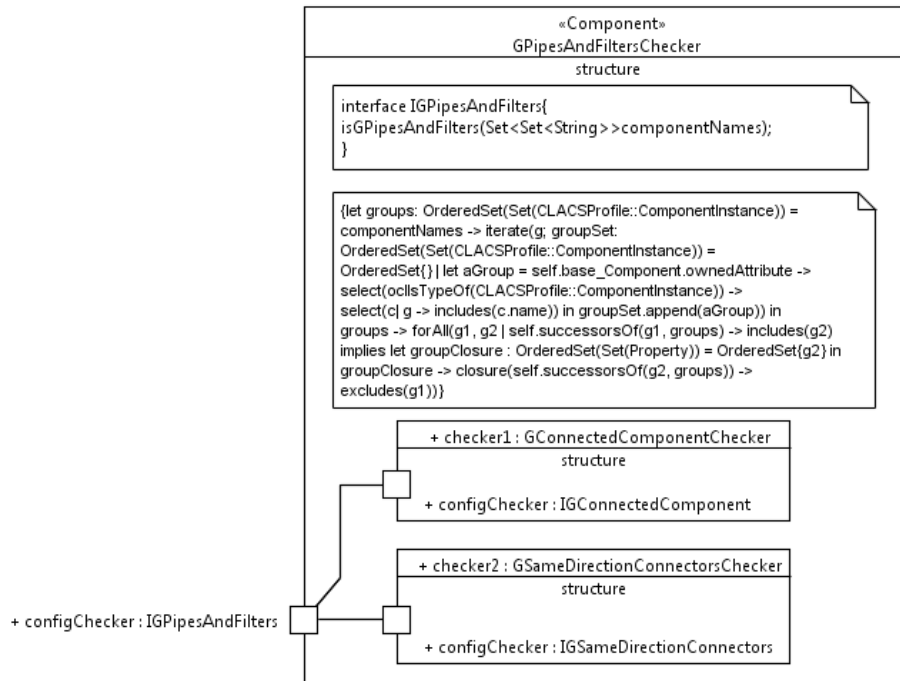 «Component»
GPipesAndFiltersChecker
structure
interface IGPipesAndFilters{
isGPipesAndFilters(Set<Set<String>>componentNames);
}
{let groups: OrderedSet(Set(CLACSProfile::ComponentInstance)) =
componentNames -> iterate(g; groupSet:
OrderedSet(Set(CLACSProfile::ComponentInstance)) =
OrderedSet{} | let aGroup = self.base_Component.ownedAttribute ->
select(oclIsTypeOf(CLACSProfile::ComponentInstance)) ->
select(c| g -> includes(c.name)) in groupSet.append(aGroup)) in
groups -> forAll(g1, g2 | self.successorsOf(g1, groups) -> includes(g2)
implies let groupClosure : OrderedSet(Set(Property)) = OrderedSet{g2} in
groupClosure -> closure(self.successorsOf(g2, groups)) ->
excludes(g1))}
+ checker1 : GConnectedComponentChecker
structure
+ configChecker : IGConnectedComponent
+ checker2 : GSameDirectionConnectorsChecker
structure
+ configChecker : IGPipesAndFilters
+ configChecker : IGSameDirectionConnectors